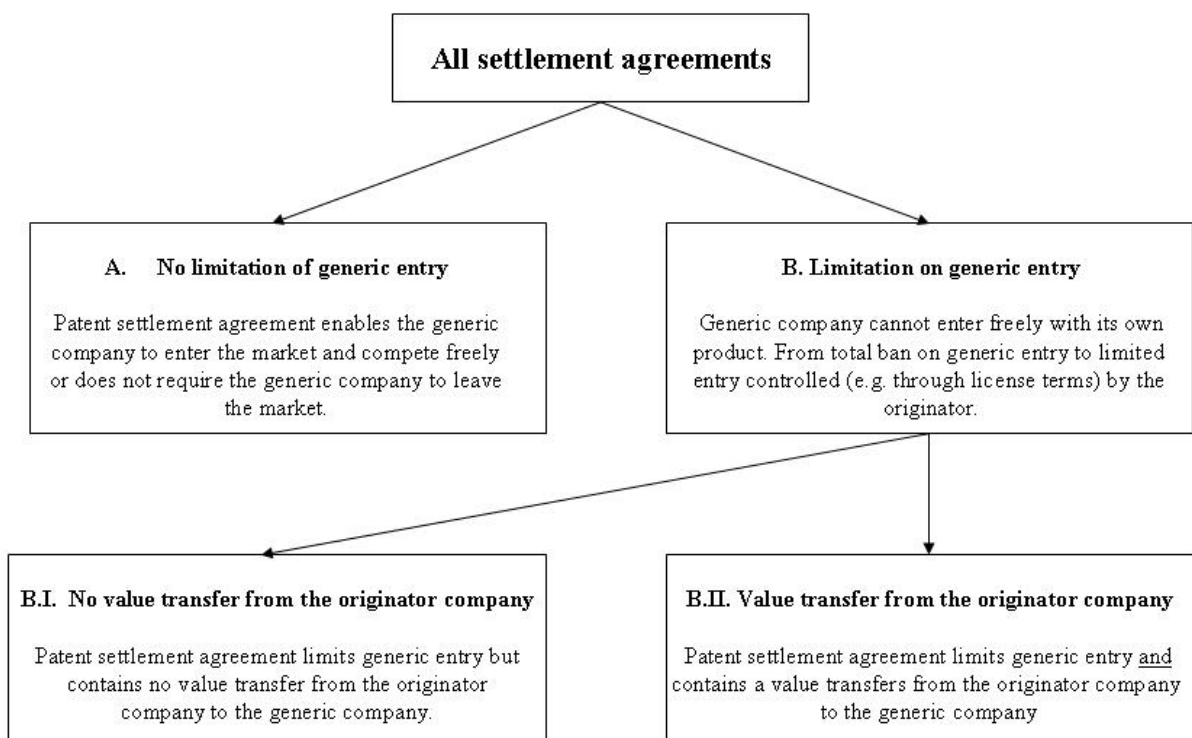 All settlement agreements
A. No limitation of generic entry
Patent settlement agreement enables the generic
company to enter the market and compete freely
or does not require the generic company to leave
the market.
B. Limitation on generic entry
Generic company cannot enter freely with its own
product. From total ban on generic entry to limited
entry controlled (e.g. through license terms) by the
originator.
B.I. No value transfer from the originator company
Patent settlement agreement limits generic entry but
contains no value transfer from the originator
company to the generic company.
B.II. Value transfer from the originator company
Patent settlement agreement limits generic entry and
contains a value transfers from the originator company
to the generic company